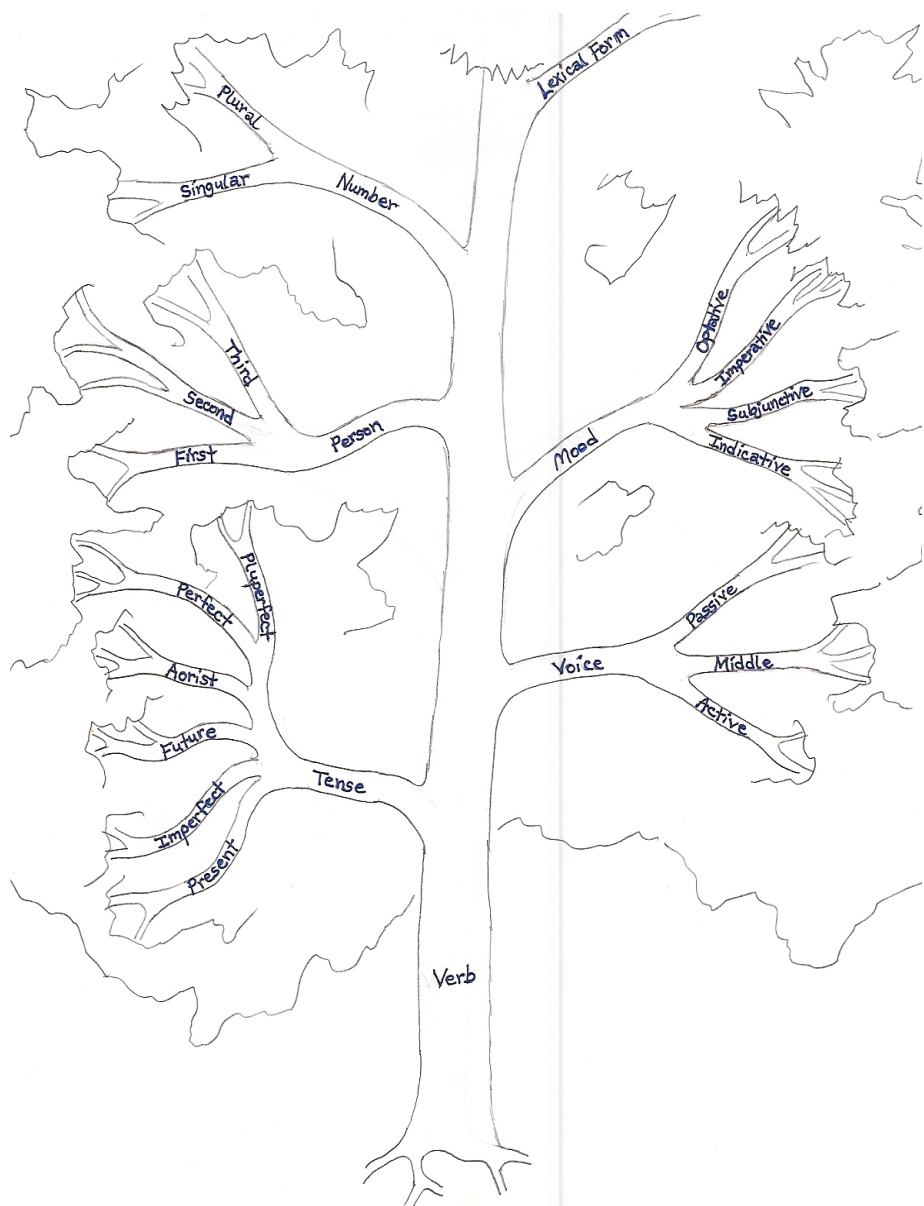 Lexical Form
Plural
Singular
Number
Optative
Imperative
Third
Second
Subjunctive
Person
Mood
Indicative
First
Pluperfect
Perfect
Passive
Voice
Middle
Aorist
Active
Future
Tense
Imperfect
Present
Verb